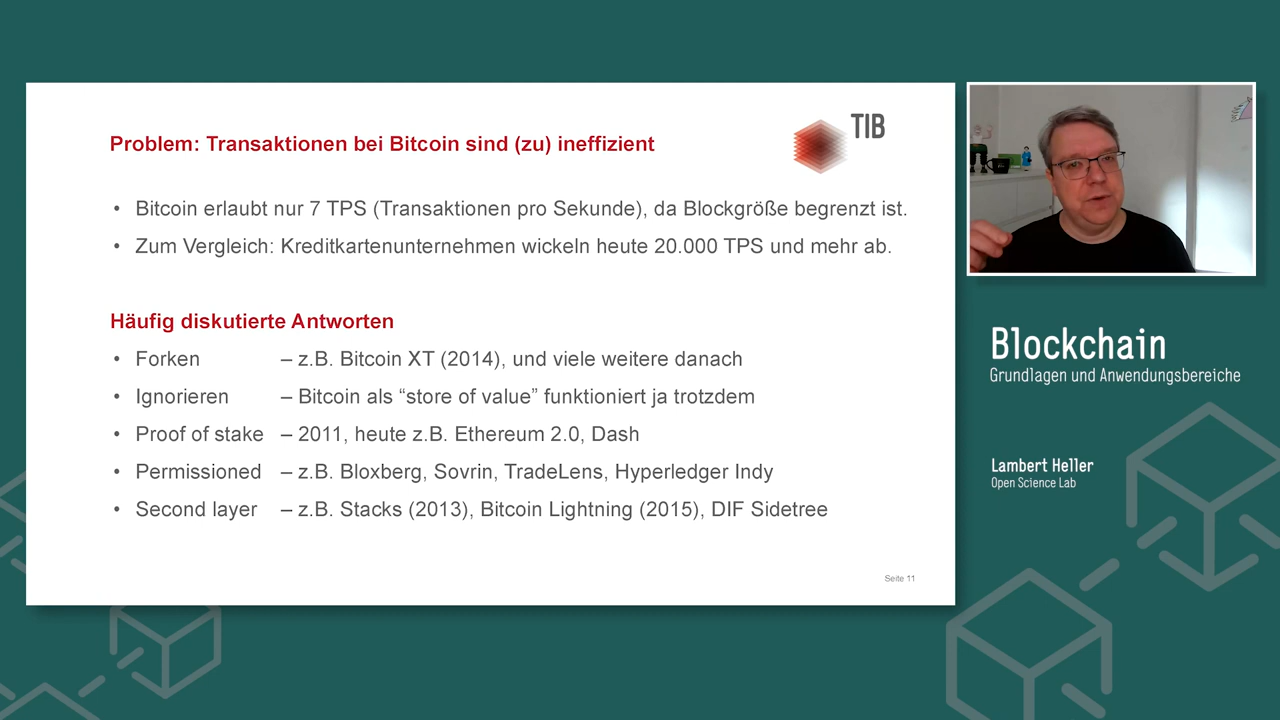 Problem: Transaktionen bei Bitcoin sind (zu) ineffizient
TIB
• Bitcoin erlaubt nur 7 TPS (Transaktionen pro Sekunde), da Blockgröße begrenzt ist.
• Zum Vergleich: Kreditkartenunternehmen wickeln heute 20.000 TPS und mehr ab.
Häufig diskutierte Antworten
• Forken – z.B. Bitcoin XT (2014), und viele weitere danach
• Ignorieren – Bitcoin als “store of value” funktioniert ja trotzdem
• Proof of stake – 2011, heute z.B. Ethereum 2.0, Dash
• Permissioned – z.B. Bloxberg, Sovrin, TradeLens, Hyperledger Indy
• Second layer – z.B. Stacks (2013), Bitcoin Lightning (2015), DIF Sidetree
Seite 11
Blockchain
Grundlagen und Anwendungsbereiche
Lambert Heller
Open Science Lab